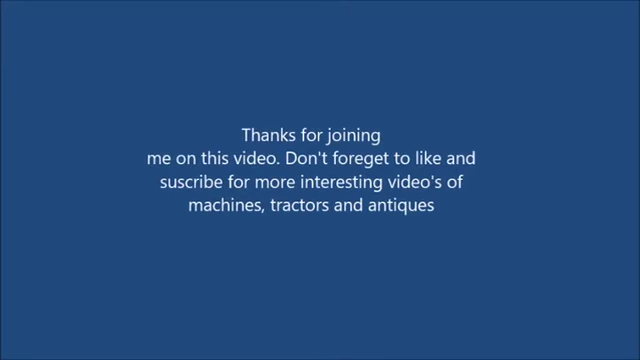 Thanks for joining
me on this video. Don't foreget to like and
suscribe for more interesting video's of
machines, tractors and antiques